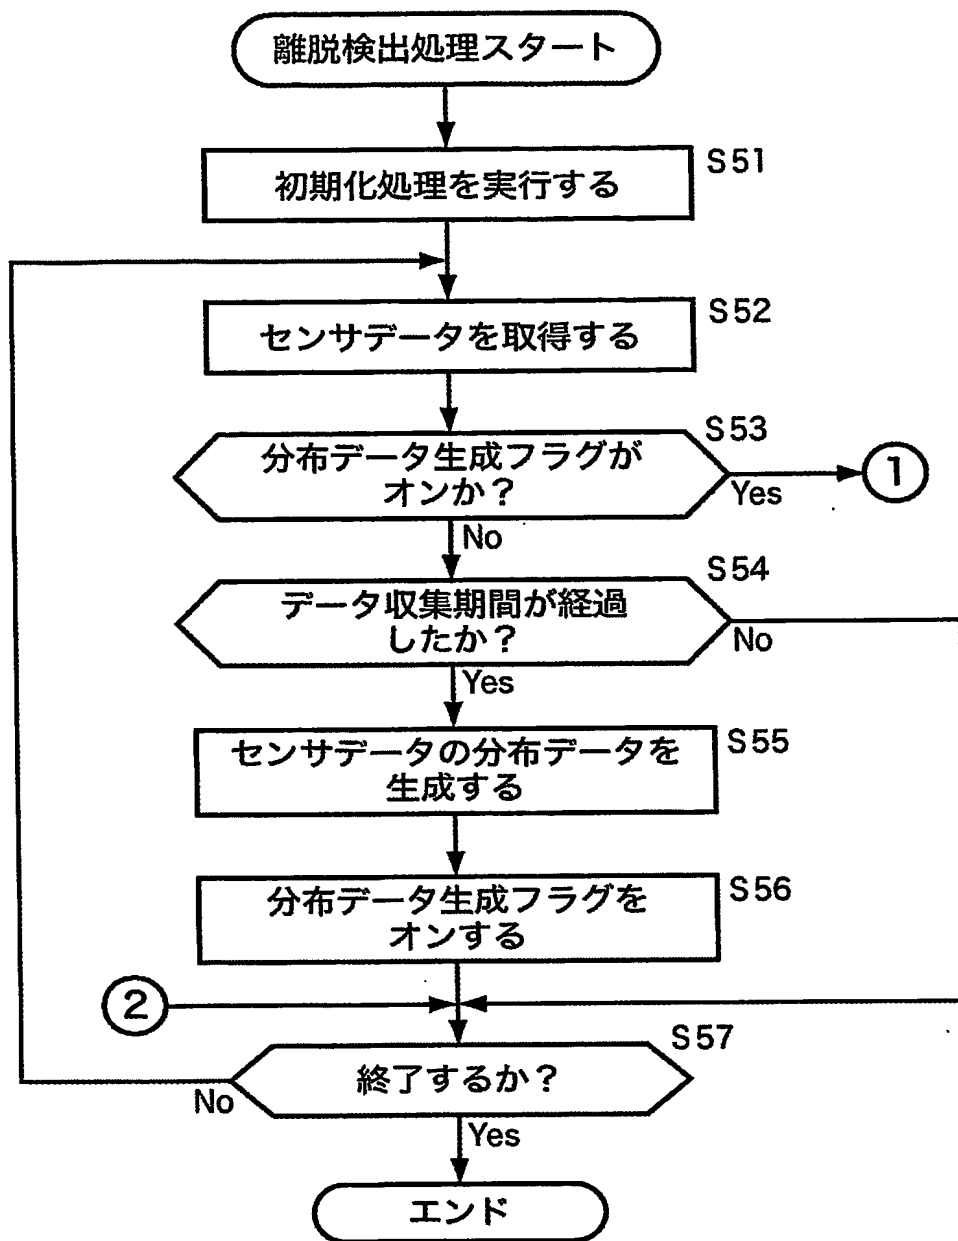 離脱検出処理スタート
S51
初期化処理を実行する
S52
センサデータを取得する
S53
分布データ生成フラグが
オンか?
Yes
1
No
S54
データ収集期間が経過
したか?
No
Yes
S55
センサデータの分布データを
生成する
S56
分布データ生成フラグを
オンする
2
S57
終了するか?
No
Yes
エンド